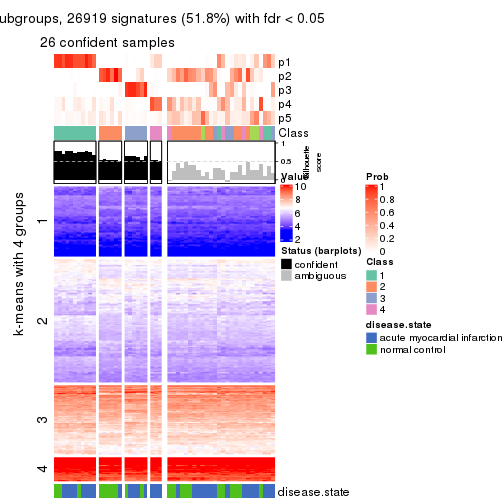 ubgroups, 26919 signatures (51.8%) with fdr < 0.05
26 confident samples
p1
p2
p3
p4
p5
Class
1
0.5
0
Silhouette
score
k-means with 4 groups
1
2
3
4
disease.state
Value
10
8
6
4
2
Status (barplots)
confident
ambiguous
Prob
1
0.8
0.6
0.4
0.2
0
Class
1
2
3
4
disease.state
acute myocardial infarction
normal control